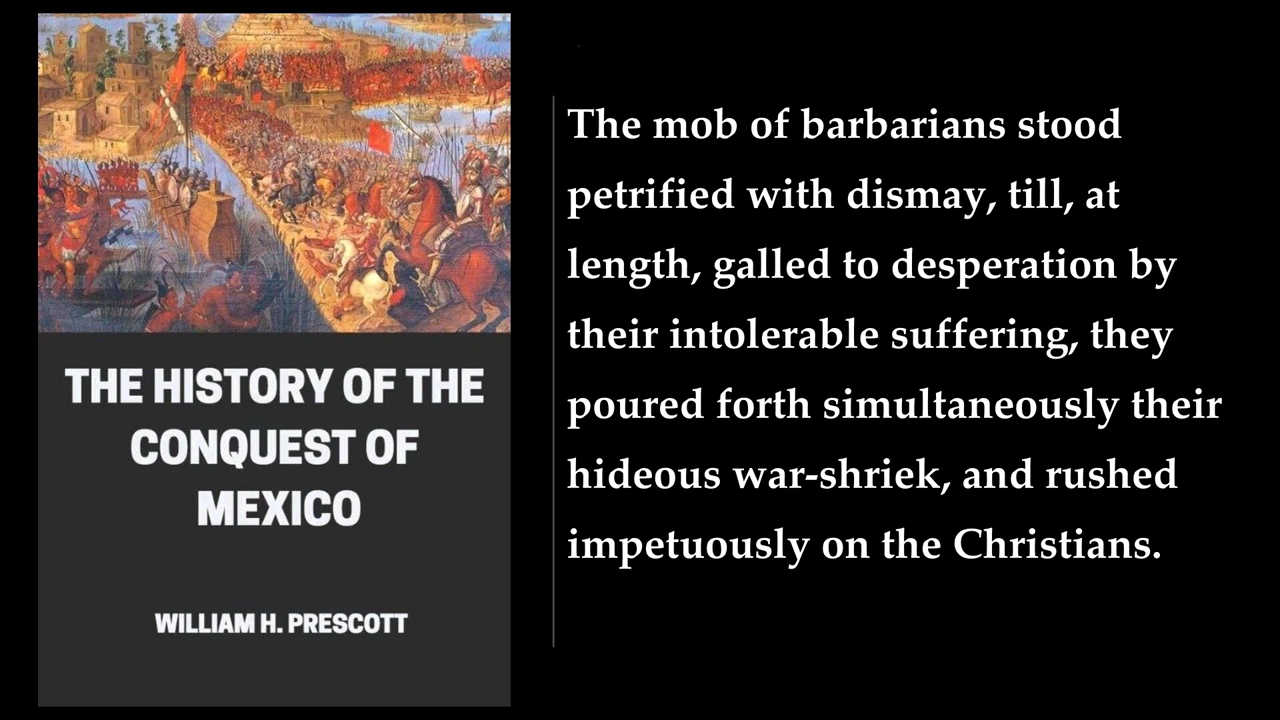 THE HISTORY OF THE
CONQUEST OF
MEXICO
WILLIAM H. PRESCOTT
The mob of barbarians stood
petrified with dismay, till, at
length, galled to desperation by
their intolerable suffering, they
poured forth simultaneously their
hideous war-shriek, and rushed
impetuously on the Christians.